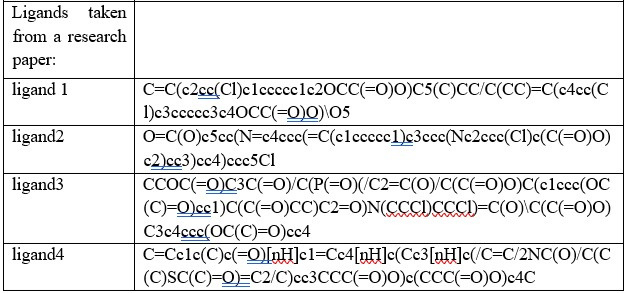 Ligands taken
from a research
paper:
ligand 1
C=C(c2cc(Cl)c1ccccc1c2OCC(=O)O)C5(C)CC/C(CC)=C(c4cc(C
l)c3ccccc3c4OCC(=O)O)\O5
ligand2
O=C(O)c5cc(N=c4ccc(=C(c1ccccc1)c3ccc(Nc2ccc(Cl)c(C(=O)O)
c2)cc3)cc4)ccc5Cl
ligand3
CCOC(=O)C3C(=O)/C(P(=O)(/C2=C(O)/C(C(=O)O)C(c1ccc(OC
(C)=O)cc1)C(C(=O)CC)C2=O)N(CCCl)CCCl)=C(O)\C(C(=O)O)
C3c4ccc(OC(C)=O)cc4
ligand4
C=Cc1c(C)c(=O)[nH]c1=Cc4[nH]c(Cc3[nH]c(/C=C/2NC(O)/C(C
(C)SC(C)=O)=C2/C)cc3CCC(=O)O)c(CCC(=O)O)c4C